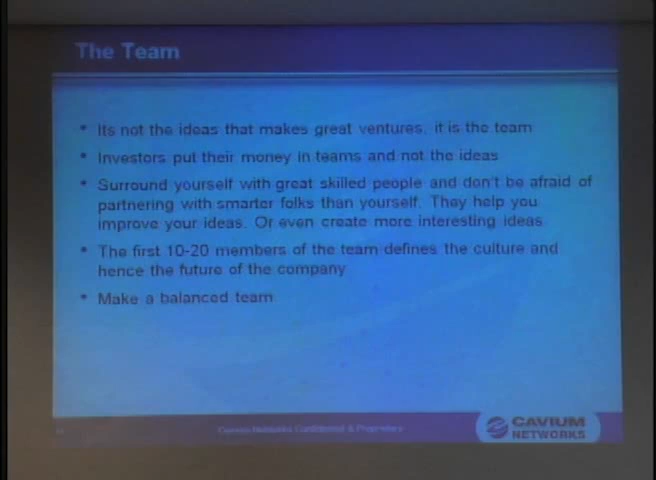 The Team
• Its not the ideas that makes great ventures, it is the team
• Investors put their money in teams and not the ideas
• Surround yourself with great skilled people and don't be afraid of
partnering with smarter folks than yourself. They help you
improve your ideas. Or even create more interesting ideas
• The first 10-20 members of the team defines the culture and
hence the future of the company
• Make a balanced team
Cavium Networks Confidential & Proprietary
CAVIUM
NETWORKS